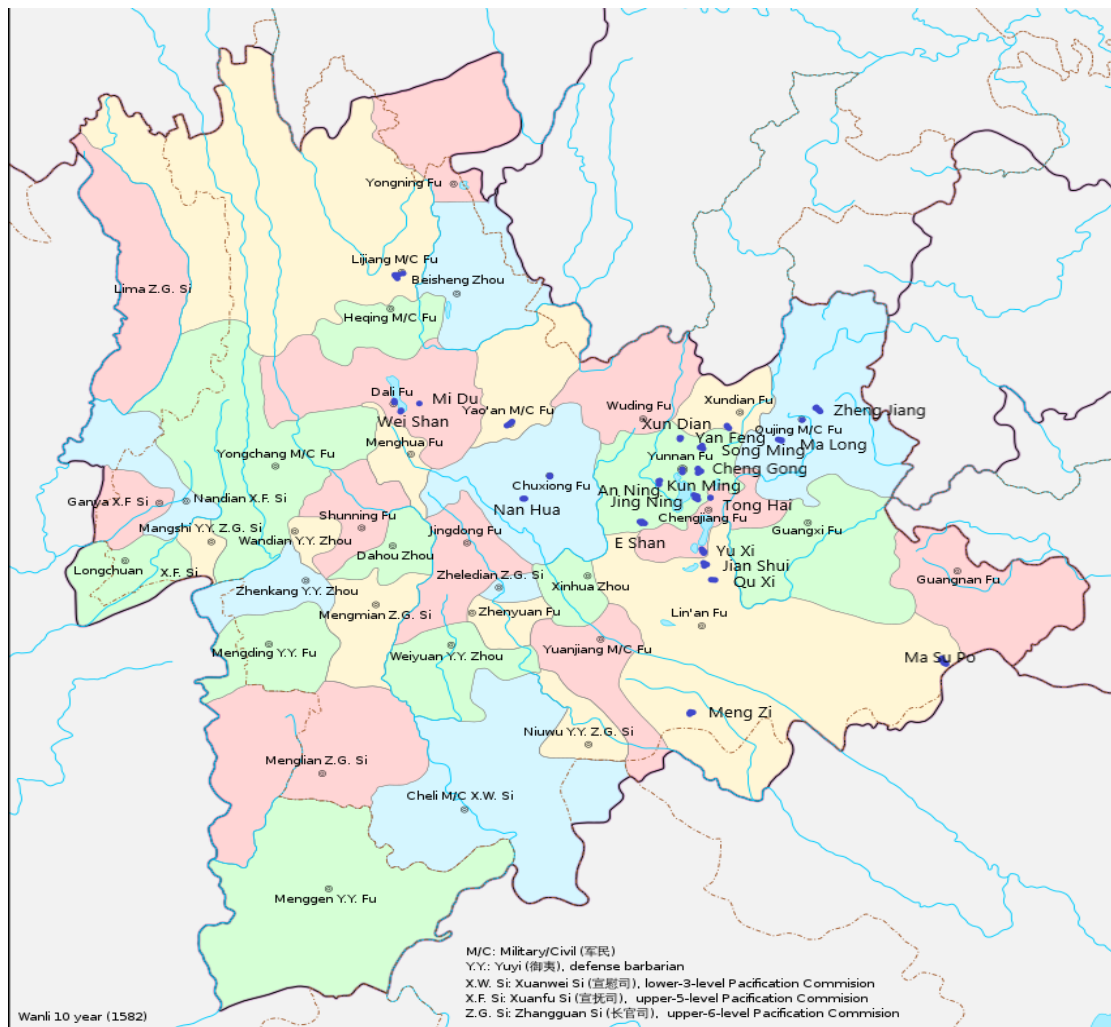 Yongning Fu
Lijiang M/C Fu
Beisheng Zhou
Lima Z.G. Si
Heqing M/C Fu
Dali Fu
Mi Du
Wei Shan
Yao'an M/C Fu
Menghua Fu
Wuding Fu
Xundian Fu
Xun Dian
Zheng Jiang
Qujing M/C Fu
Yan Feng
Song Ming
Ma Long
Yunnan Fu
Cheng Gong
Yongchang M/C Fu
Chuxiong Fu
An Ning
Kun Ming
Nan Hua
Jing Ning
Tong Hai
Chengjiang Fu
Ganya X.F Si
Nandian X.F. Si
Mangshi Y.Y. Z.G. Si
Shunning Fu
Wandian Y.Y. Zhou
Jingdong Fu
Guangxi Fu
E Shan
Dahou Zhou
Yu Xi
Longchuan
X.F. Si
Jian Shui
Zheledian Z.G. Si
Xinhua Zhou
Qu Xi
Guangnan Fu
Zhenkang Y.Y. Zhou
Mengmian Z.G. Si
Zhenyuan Fu
Lin'an Fu
Mengding Y.Y. Fu
Weiyuan Y.Y. Zhou
Yuanjiang M/C Fu
Ma Su Po
Meng Zi
Niuwu Y.Y. Z.G. Si
Menglian Z.G. Si
Cheli M/C X.W. Si
Menggen Y.Y. Fu
M/C: Military/Civil (军民)
Y.Y.: Yuyi (御夷), defense barbarian
X.W. Si: Xuanwei Si (宣慰司), lower-3-level Pacification Commision
X.F. Si: Xuanfu Si (宣抚司), upper-5-level Pacification Commision
Z.G. Si: Zhangguan Si (长官司), upper-6-level Pacification Commision
Wanli 10 year (1582)